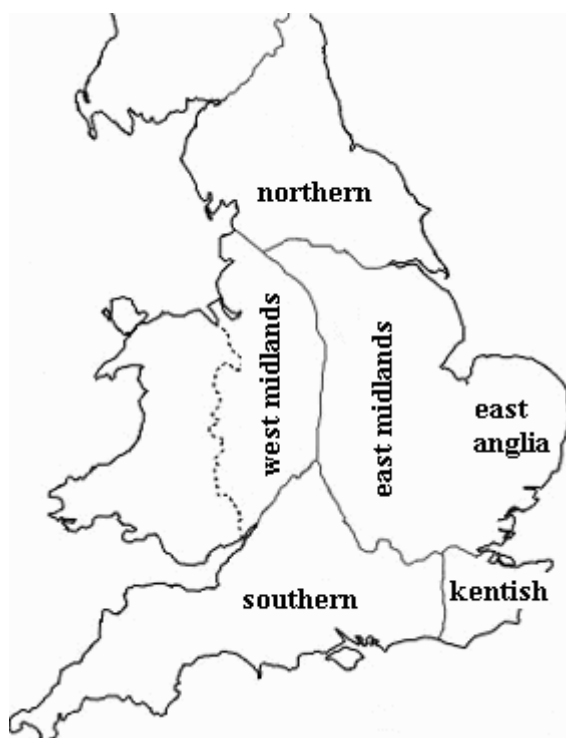 northern
west midlands
east midlands
east
anglia
southern
kentish